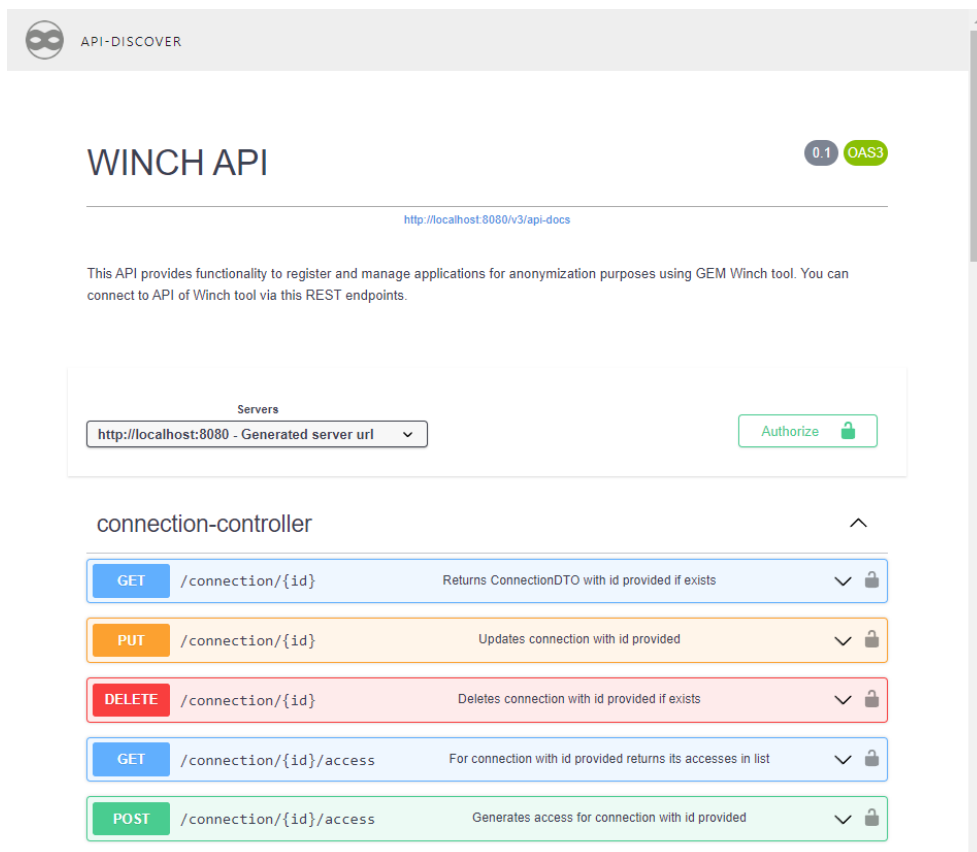 API-DISCOVER
WINCH API
0.1 OAS3
http://localhost:8080/v3/api-docs
This API provides functionality to register and manage applications for anonymization purposes using GEM Winch tool. You can
connect to API of Winch tool via this REST endpoints.
Servers
http://localhost:8080 - Generated server url
Authorize
connection-controller
GET /connection/{id} Returns ConnectionDTO with id provided if exists
PUT /connection/{id} Updates connection with id provided
DELETE /connection/{id} Deletes connection with id provided if exists
GET /connection/{id}/access For connection with id provided returns its accesses in list
POST /connection/{id}/access Generates access for connection with id provided